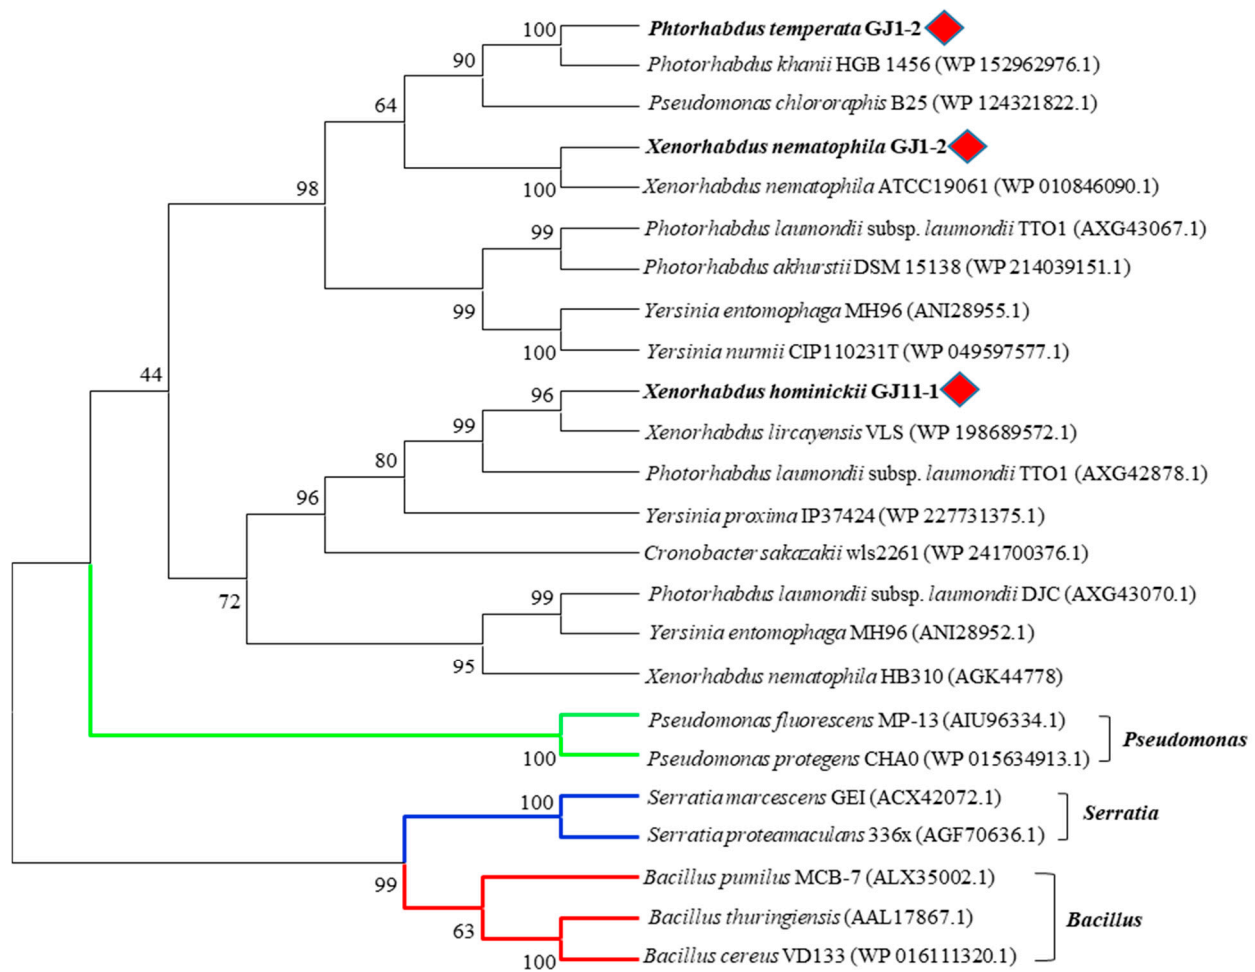 100
Phtorhabdus temperata GJ1-2
90
Photorhabdus khanii HGB 1456 (WP 152962976.1)
64
Pseudomonas chlororaphis B25 (WP 124321822.1)
Xenorhabdus nematophila GJ1-2
98
100
Xenorhabdus nematophila ATCC19061 (WP 010846090.1)
99
Photorhabdus laumondii subsp. laumondii TTO1 (AXG43067.1)
Photorhabdus akhurstii DSM 15138 (WP 214039151.1)
99
Yersinia entomophaga MH96 (ANI28955.1)
100
Yersinia nurmii CIP110231T (WP 049597577.1)
44
96
Xenorhabdus hominickii GJ11-1
99
Xenorhabdus lircayensis VLS (WP 198689572.1)
80
Photorhabdus laumondii subsp. laumondii TTO1 (AXG42878.1)
96
Yersinia proxima IP37424 (WP 227731375.1)
Cronobacter sakazakii wls2261 (WP 241700376.1)
72
99
Photorhabdus laumondii subsp. laumondii DJC (AXG43070.1)
Yersinia entomophaga MH96 (ANI28952.1)
95
Xenorhabdus nematophila HB310 (AGK44778)
Pseudomonas fluorescens MP-13 (AIU96334.1)
Pseudomonas
100
Pseudomonas protegens CHA0 (WP 015634913.1)
100
Serratia marcescens GEI (ACX42072.1)
Serratia
Serratia proteamaculans 336x (AGF70636.1)
99
Bacillus pumilus MCB-7 (ALX35002.1)
63
Bacillus thuringiensis (AAL17867.1)
Bacillus
100
Bacillus cereus VD133 (WP 016111320.1)